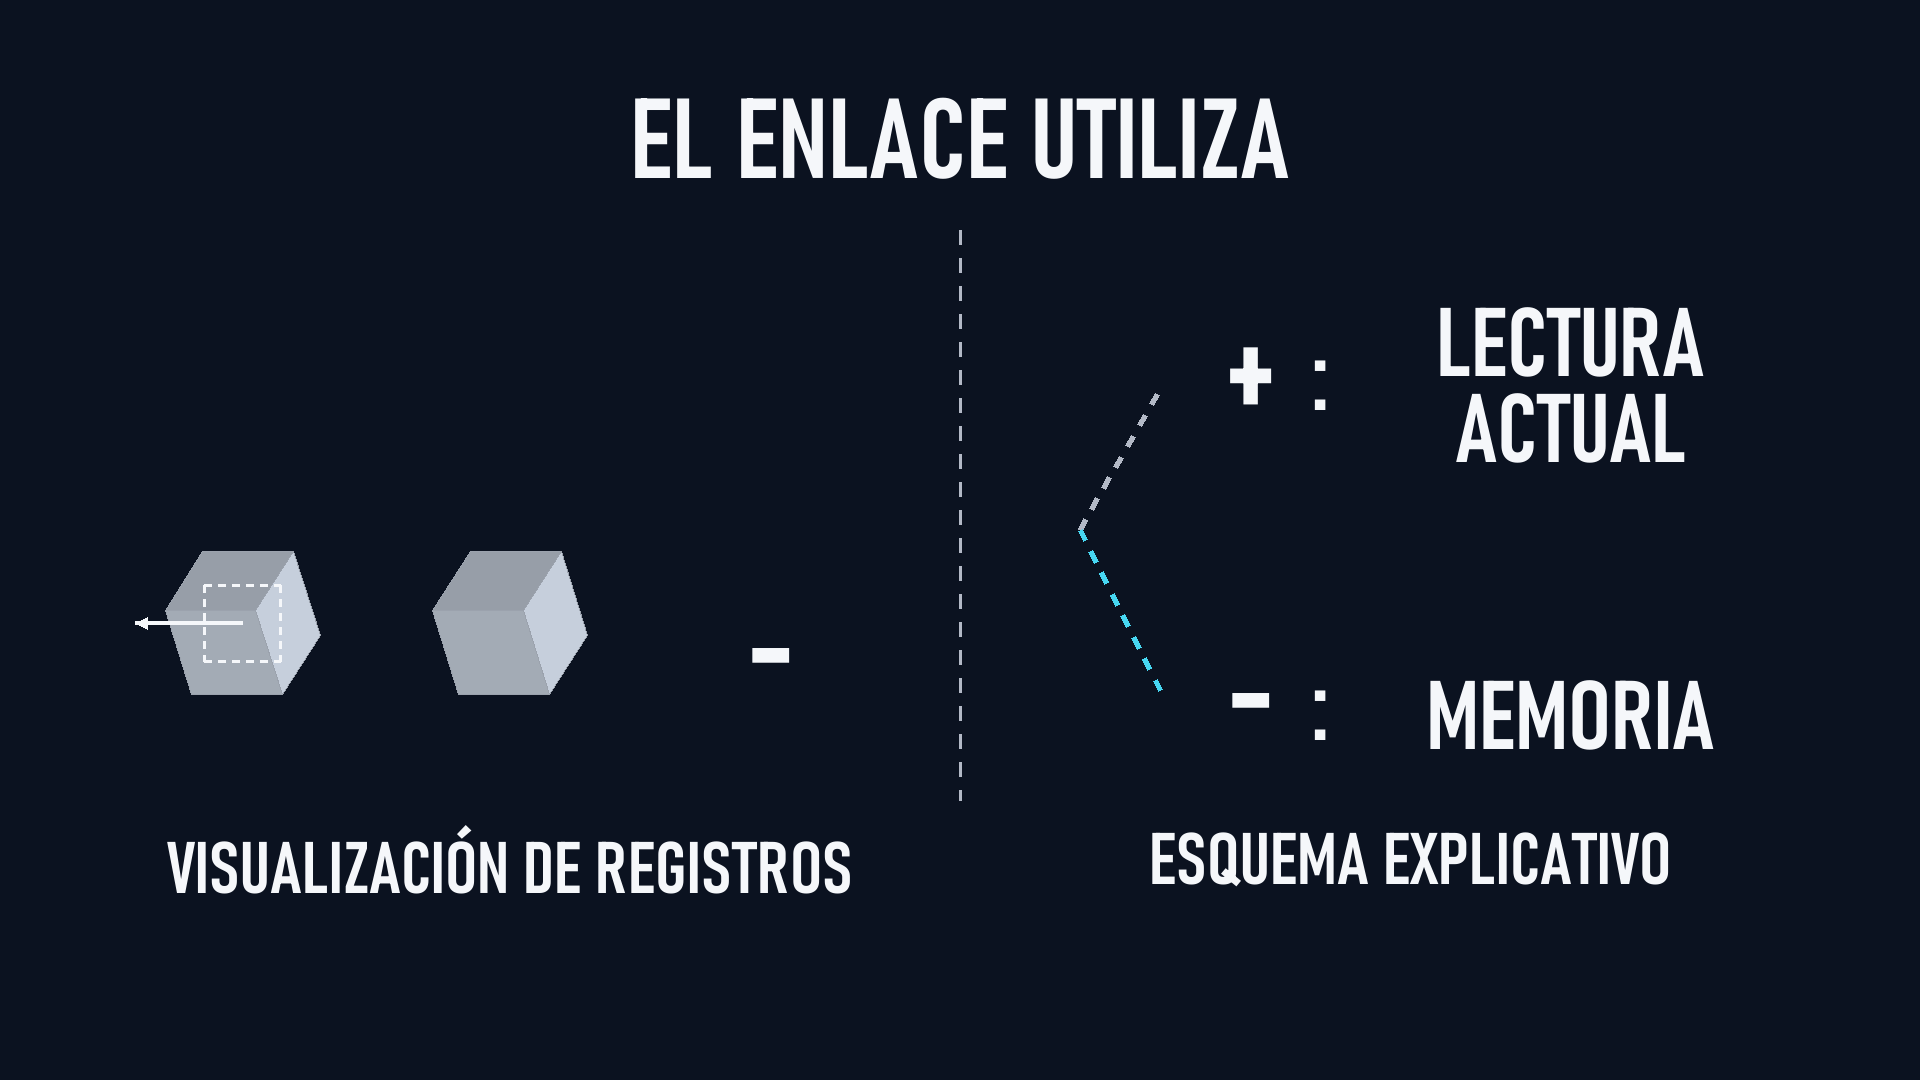 EL ENLACE UTILIZA
-
VISUALIZACIÓN DE REGISTROS
+ : LECTURA
ACTUAL
- : MEMORIA
ESQUEMA EXPLICATIVO